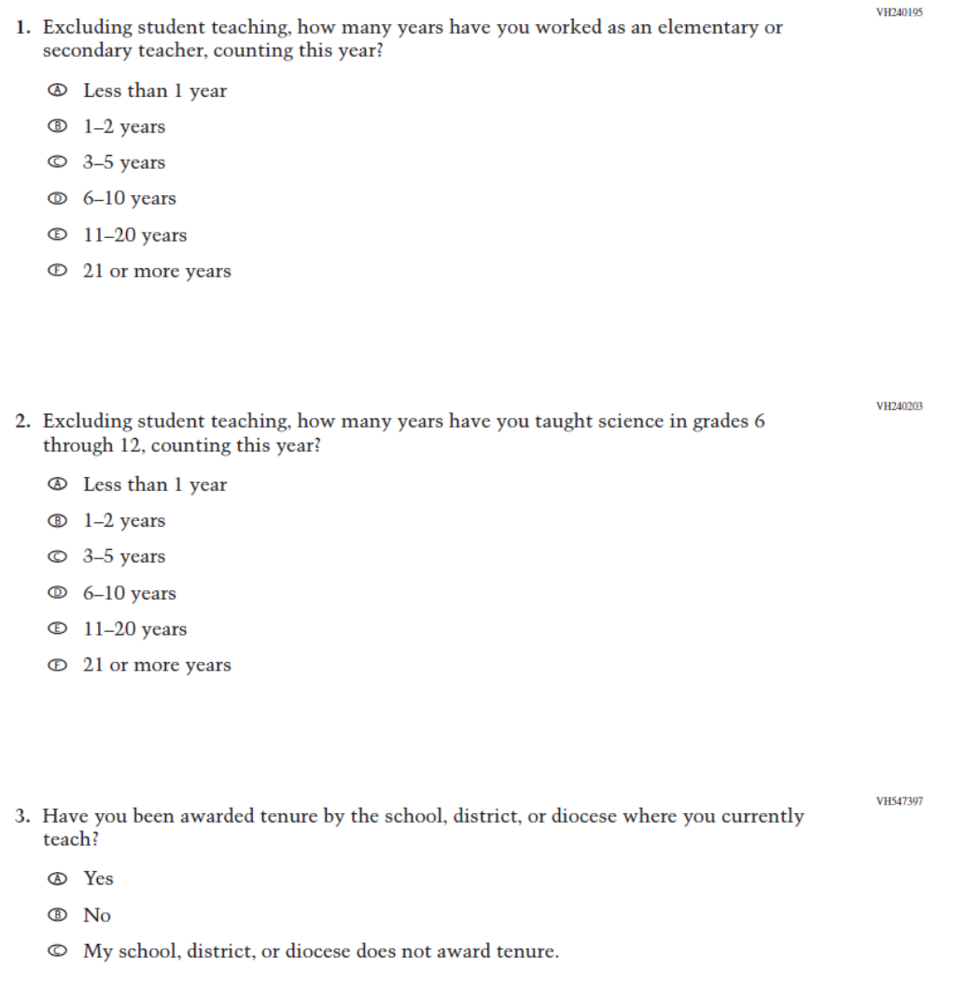 VH240195
1. Excluding student teaching, how many years have you worked as an elementary or
secondary teacher, counting this year?
Ⓐ Less than 1 year
Ⓑ 1–2 years
Ⓒ 3–5 years
Ⓓ 6–10 years
Ⓔ 11–20 years
Ⓕ 21 or more years
VH240203
2. Excluding student teaching, how many years have you taught science in grades 6
through 12, counting this year?
Ⓐ Less than 1 year
Ⓑ 1–2 years
Ⓒ 3–5 years
Ⓓ 6–10 years
Ⓔ 11–20 years
Ⓕ 21 or more years
VH547397
3. Have you been awarded tenure by the school, district, or diocese where you currently
teach?
Ⓐ Yes
Ⓑ No
Ⓒ My school, district, or diocese does not award tenure.